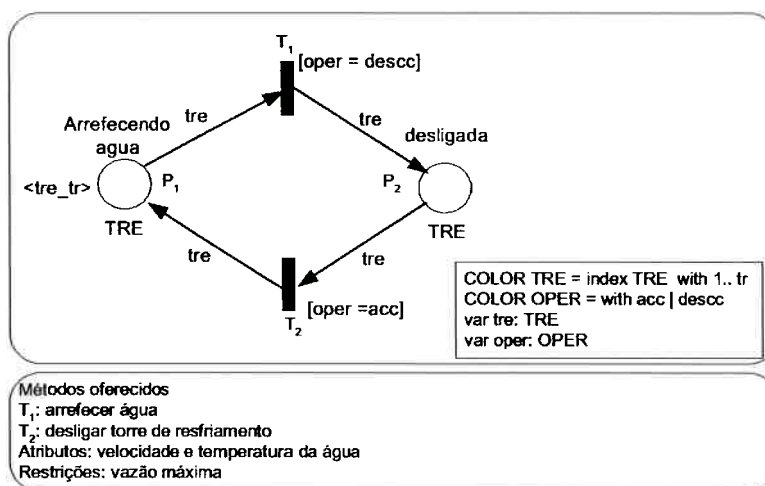 T1
[oper = descc]
tre
tre
Arrefecendo
agua
desligada
<tre_tr>
P1
P2
TRE
TRE
tre
tre
T2
[oper =acc]
COLOR TRE = index TRE with 1.. tr
COLOR OPER = with acc | descc
var tre: TRE
var oper: OPER
Métodos oferecidos
T1: arrefecer água
T2: desligar torre de resfriamento
Atributos: velocidade e temperatura da água
Restrições: vazão máxima